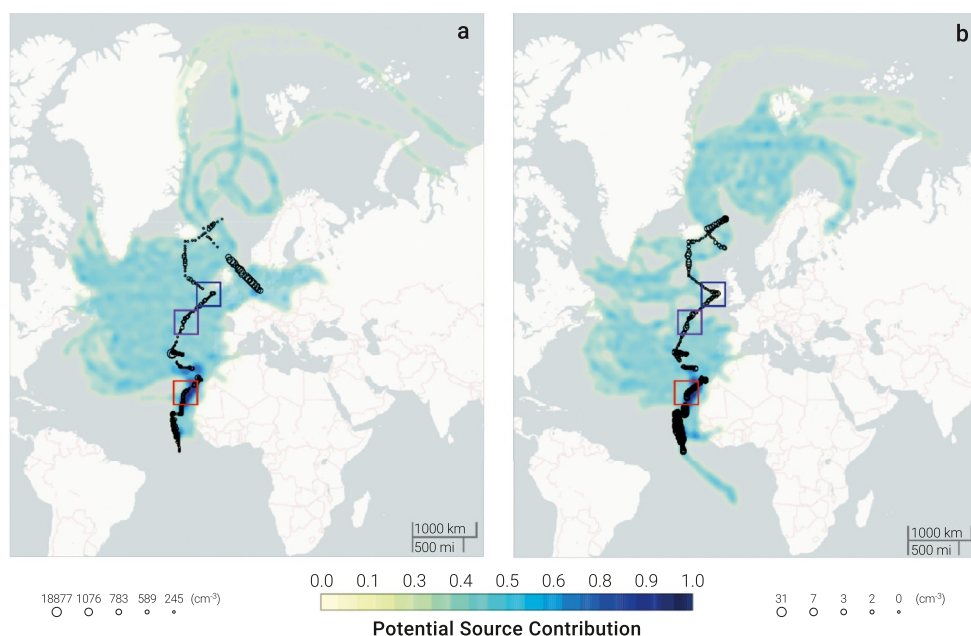 a
b
1000 km
500 mi
1000 km
500 mi
0.0 0.1 0.3 0.4 0.5 0.6 0.8 0.9 1.0
18877 1076 783 589 245 (cm-³)
31 7 3 2 0 (cm-³)
Potential Source Contribution